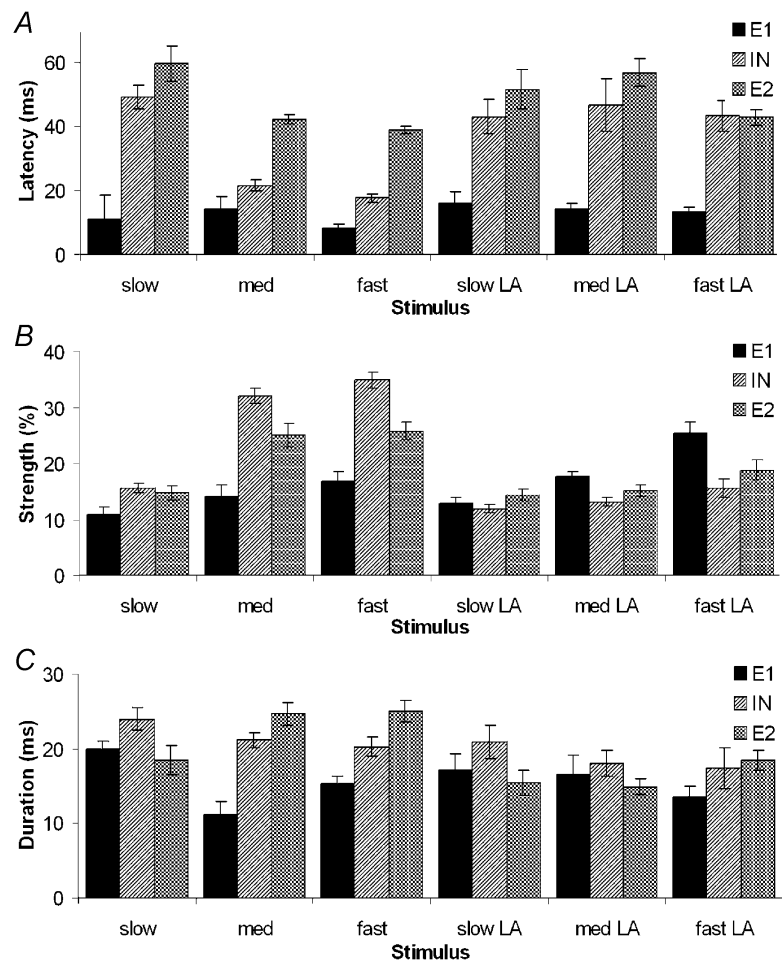 A
Latency (ms)
60
40
20
0
E1
IN
E2
slow med fast slow LA med LA fast LA
Stimulus
B
Strength (%)
40
30
20
10
0
E1
IN
E2
slow med fast slow LA med LA fast LA
Stimulus
C
Duration (ms)
30
20
10
0
E1
IN
E2
slow med fast slow LA med LA fast LA
Stimulus